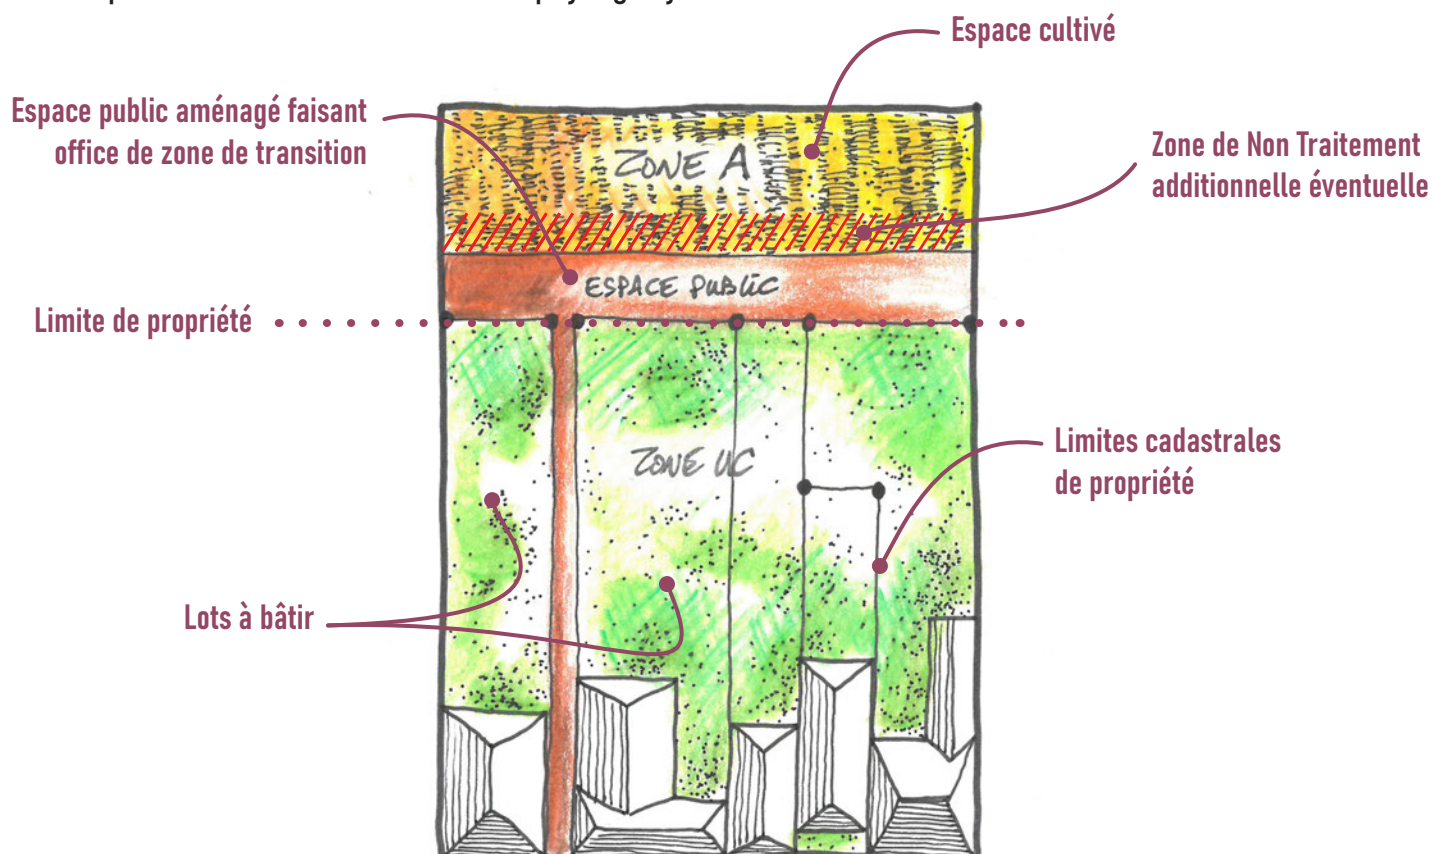 Espace cultivé
Espace public aménagé faisant
office de zone de transition
Zone de Non Traitement
additionnelle éventuelle
ZONE A
ESPACE PUBLIC
Limite de propriété
Limites cadastrales
de propriété
ZONE UC
Lots à bâtir